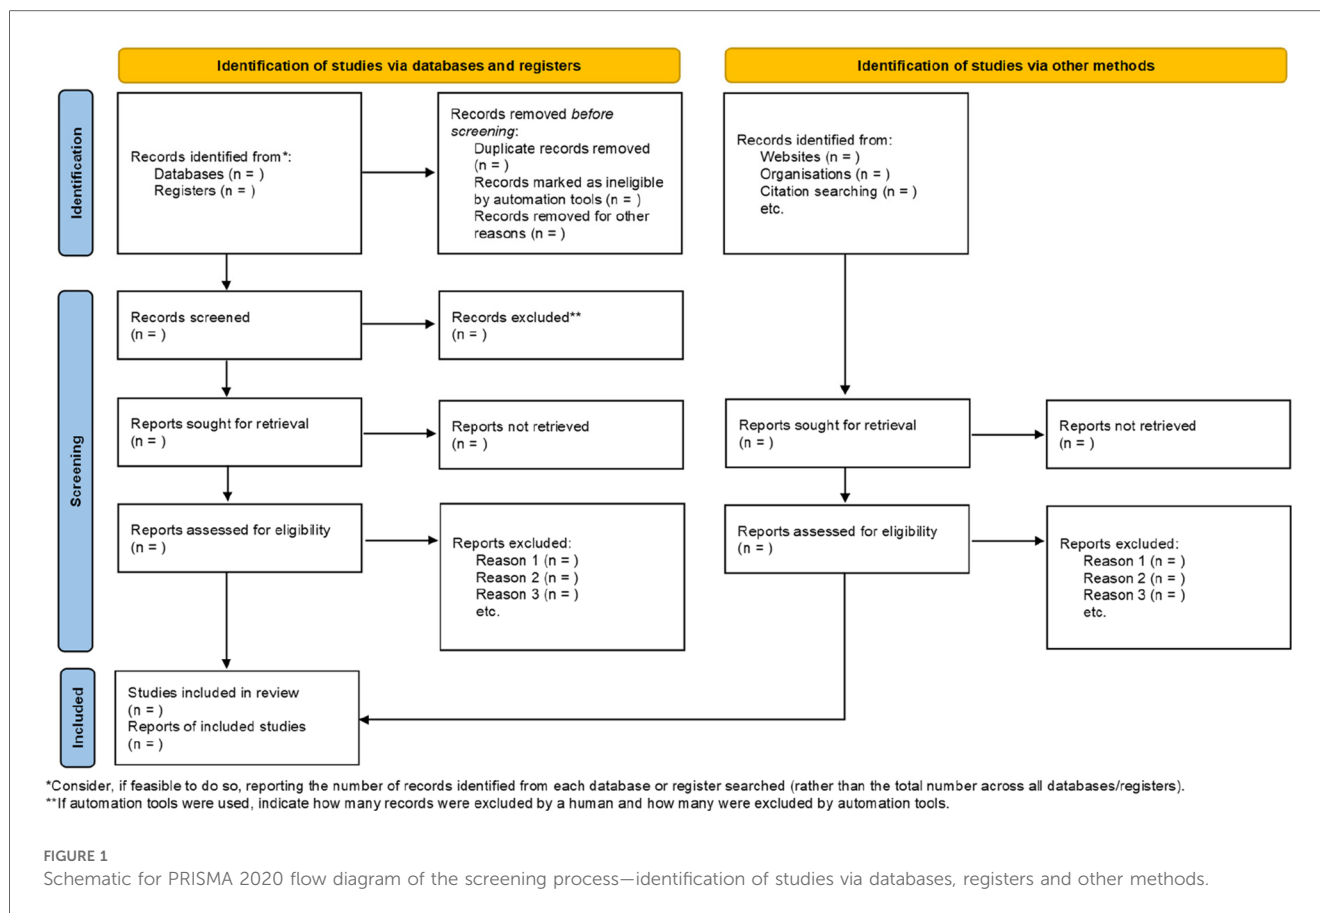 Identification of studies via databases and registers
Identification of studies via other methods
Identification
Records identified from*:
Databases (n = )
Registers (n = )
Records removed before
screening:
Duplicate records removed
(n = )
Records marked as ineligible
by automation tools (n = )
Records removed for other
reasons (n = )
Records identified from:
Websites (n = )
Organisations (n = )
Citation searching (n = )
etc.
Screening
Records screened
(n = )
Records excluded**
(n = )
Reports sought for retrieval
(n = )
Reports not retrieved
(n = )
Reports sought for retrieval
(n = )
Reports not retrieved
(n = )
Reports assessed for eligibility
(n = )
Reports excluded:
Reason 1 (n = )
Reason 2 (n = )
Reason 3 (n = )
etc.
Reports assessed for eligibility
(n = )
Reports excluded:
Reason 1 (n = )
Reason 2 (n = )
Reason 3 (n = )
etc.
Included
Studies included in review
(n = )
Reports of included studies
(n = )
*Consider, if feasible to do so, reporting the number of records identified from each database or register searched (rather than the total number across all databases/registers).
**If automation tools were used, indicate how many records were excluded by a human and how many were excluded by automation tools.
FIGURE 1
Schematic for PRISMA 2020 flow diagram of the screening process—identification of studies via databases, registers and other methods.